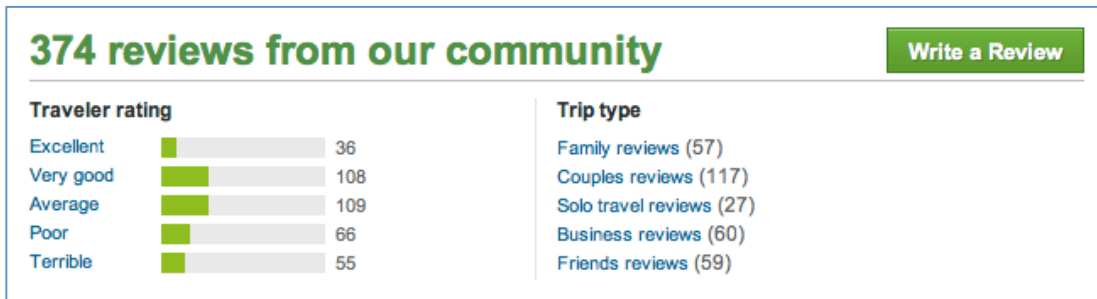 374 reviews from our community
Write a Review
Traveler rating
Excellent 36
Very good 108
Average 109
Poor 66
Terrible 55
Trip type
Family reviews (57)
Couples reviews (117)
Solo travel reviews (27)
Business reviews (60)
Friends reviews (59)